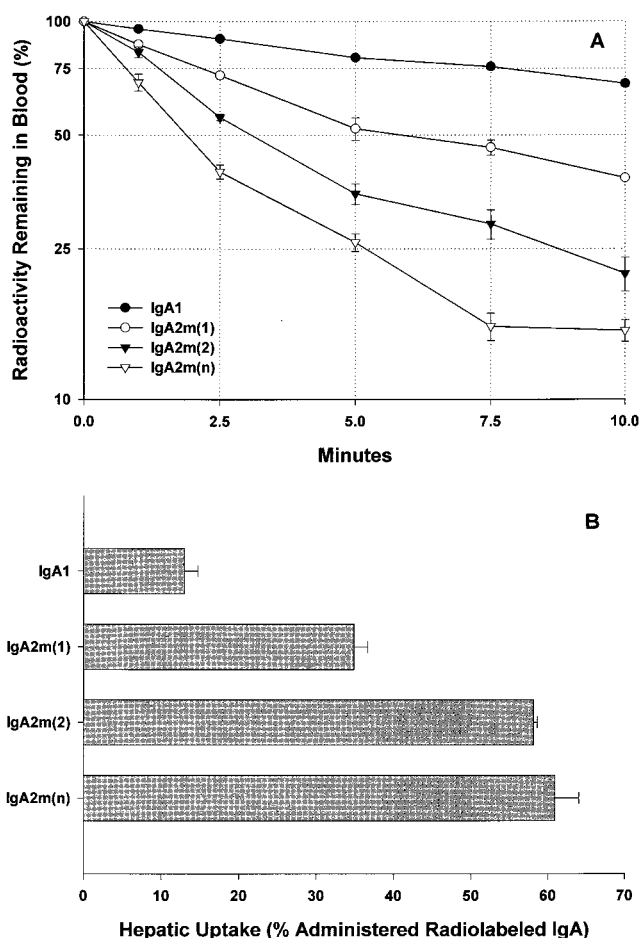 Radioactivity Remaining in Blood (%)
100
75
50
25
10
A
IgA1
IgA2m(1)
IgA2m(2)
IgA2m(n)
0.0 2.5 5.0 7.5 10.0
Minutes
B
IgA1
IgA2m(1)
IgA2m(2)
IgA2m(n)
0 10 20 30 40 50 60 70
Hepatic Uptake (% Administered Radiolabeled IgA)